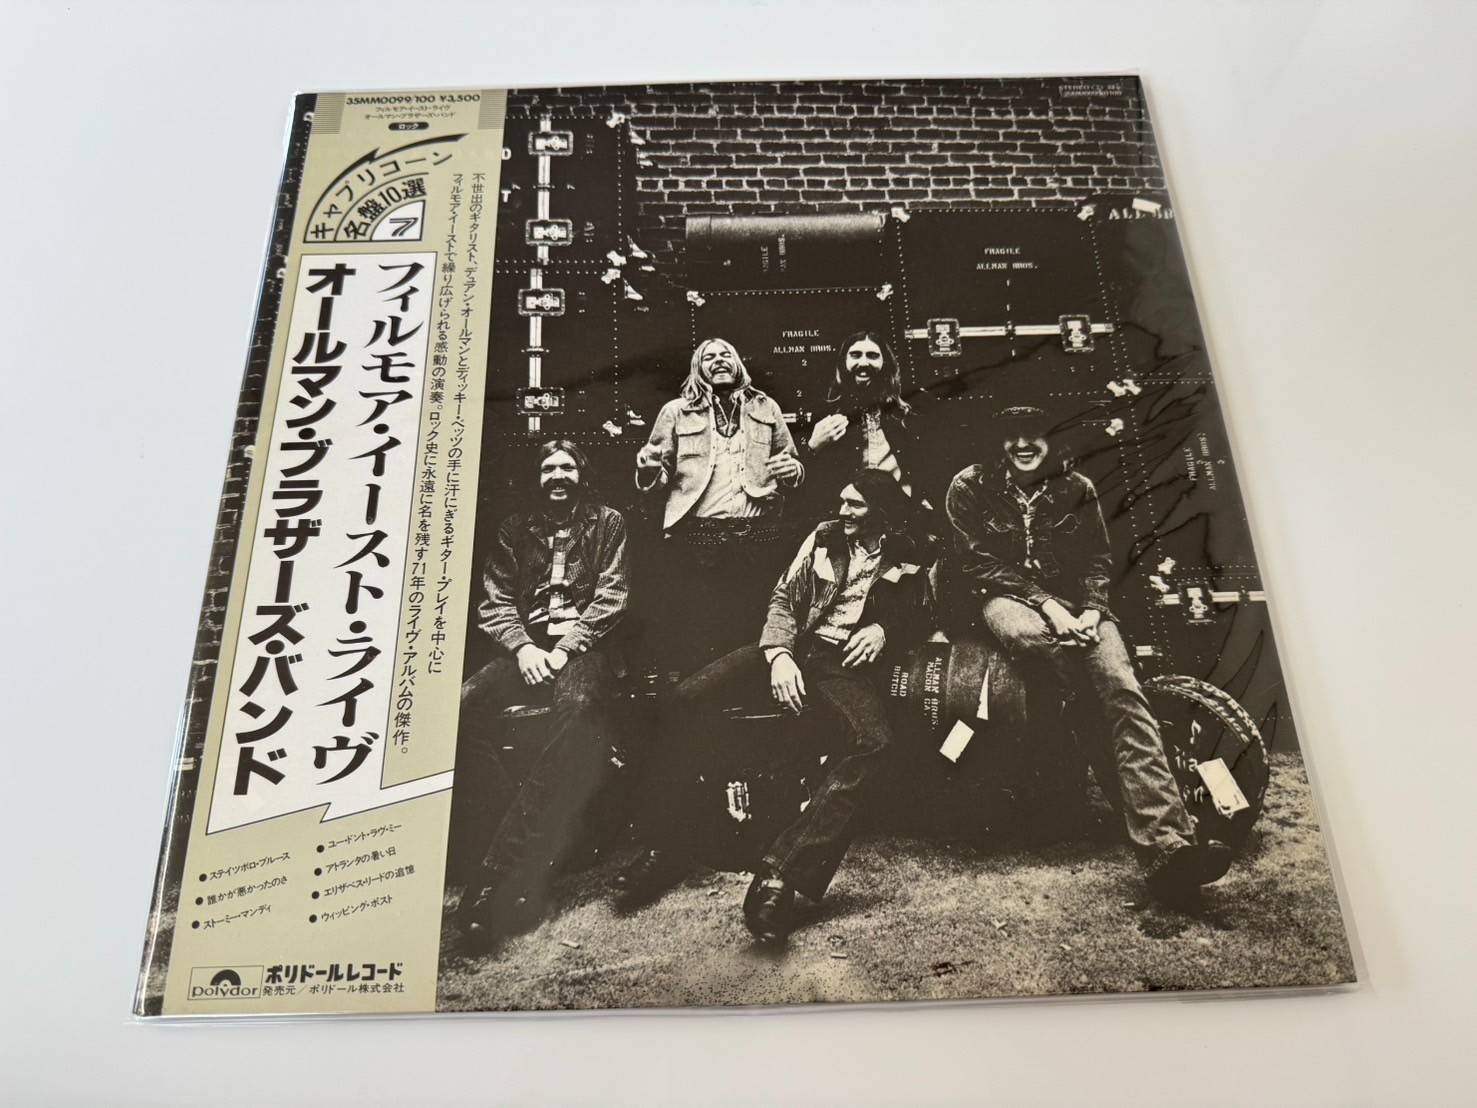 35MM0099/100 ¥3,500
フィルモア・イースト・ライヴ
オールマン・ブラザーズ・バンド
ロック
キャプリコーン
名盤10選
7
不世出のギタリスト、デュアン・オールマンとディッキー・ベッツの手に汗にぎるギター・プレイを中心に
フィルモア・イーストで繰り広げられる感動の演奏。ロック史に永遠に名を残す71年のライヴ・アルバムの傑作。
フィルモア・イースト・ライヴ
オールマン・ブラザーズ・バンド
● ステイツボロ・ブルース
● 誰かが悪かったのさ
● ストーミー・マンディ
● ユー・ドント・ラヴ・ミー
● アトランタの暑い日
● エリザベス・リードの追憶
● ウィッピング・ポスト
polydor
ポリドールレコード
発売元/ポリドール株式会社
FRAGILE
ALLMAN BROS.
FRAGILE
ALLMAN BROS.
2
FRAGILE
ALLMAN BROS.
ALLMAN BROS.
MACON GA.
ROAD
BUTCH